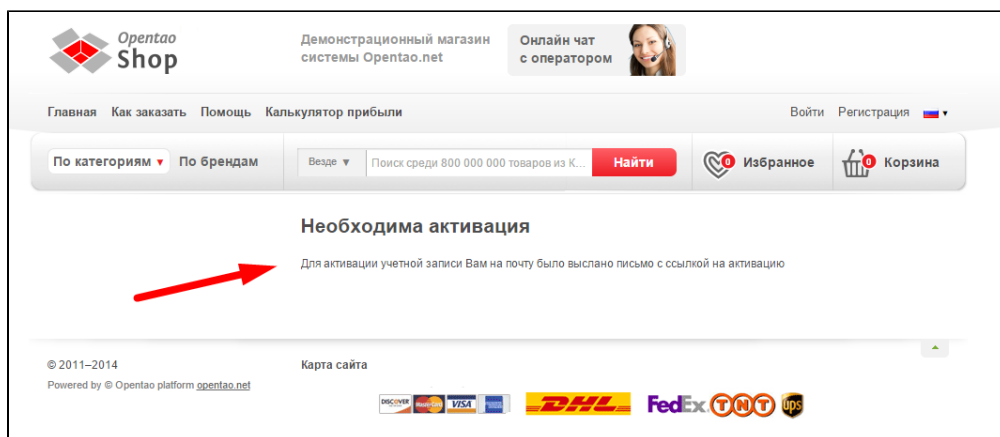 Opentao
Shop
Демонстрационный магазин
системы Opentao.net
Онлайн чат
с оператором
Главная Как заказать Помощь Калькулятор прибыли Войти Регистрация
По категориям По брендам Везде Поиск среди 800 000 000 товаров из К... Найти 0 Избранное 0 Корзина
Необходима активация
Для активации учетной записи Вам на почту было выслано письмо с ссылкой на активацию
© 2011–2014 Карта сайта
Powered by © Opentao platform opentao.net
DISCOVER MasterCard VISA DHL FedEx TNT ups